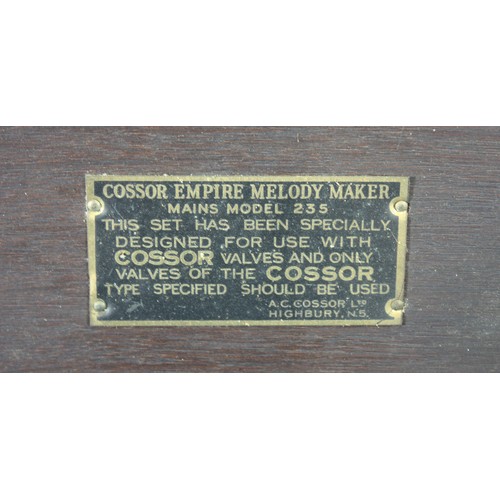 COSSOR EMPIRE MELODY MAKER
MAINS MODEL 235
THIS SET HAS BEEN SPECIALLY
DESIGNED FOR USE WITH
COSSOR VALVES AND ONLY
VALVES OF THE COSSOR
TYPE SPECIFIED SHOULD BE USED
A.C. COSSOR LTD
HIGHBURY, N.5.